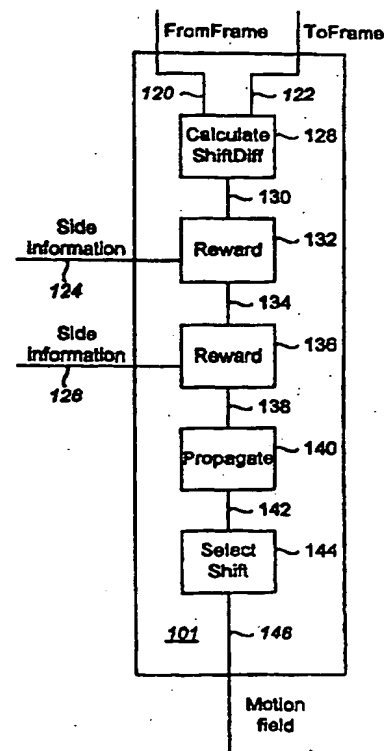 FromFrame ToFrame
120 122
Calculate
ShiftDiff
128
130
Side
Information
124
Reward
132
134
Side
Information
126
Reward
136
138
Propagate
140
142
Select
Shift
144
101
146
Motion
field